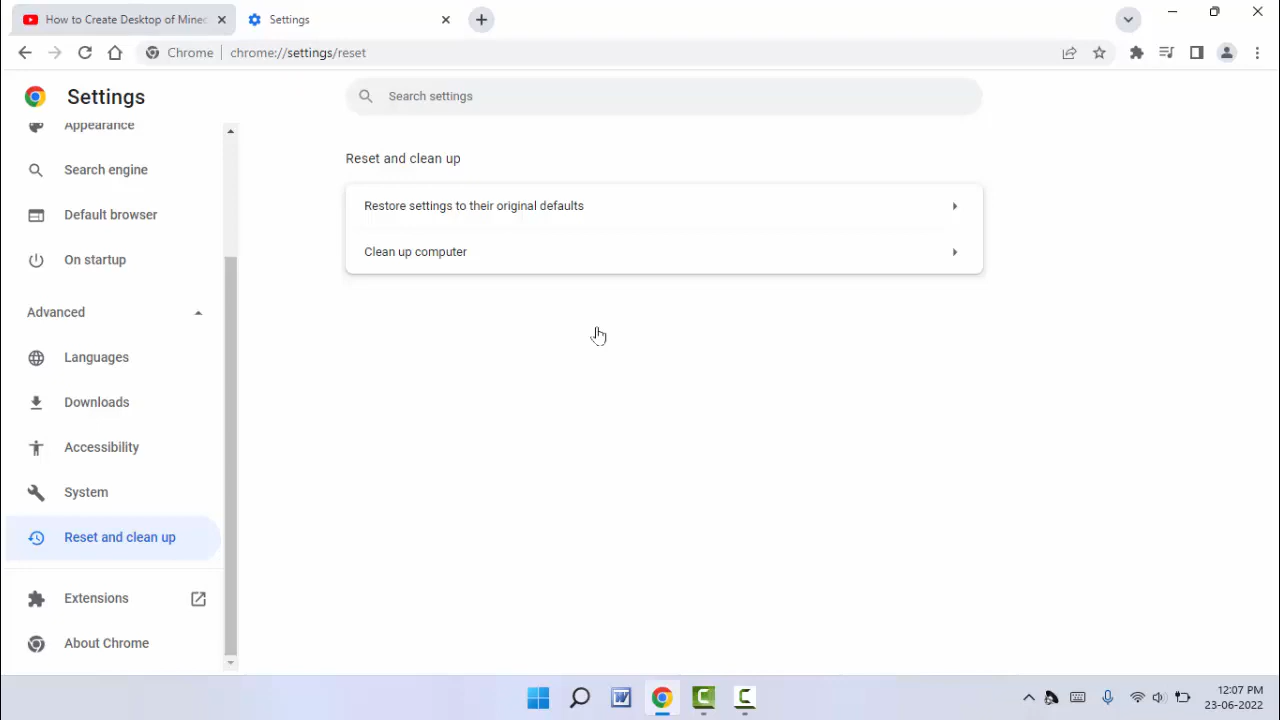 How to Create Desktop of Minec
Settings
Chrome
chrome://settings/reset
Settings
Search settings
Appearance
Search engine
Default browser
On startup
Advanced
Languages
Downloads
Accessibility
System
Reset and clean up
Extensions
About Chrome
Reset and clean up
Restore settings to their original defaults
Clean up computer
12:07 PM
23-06-2022